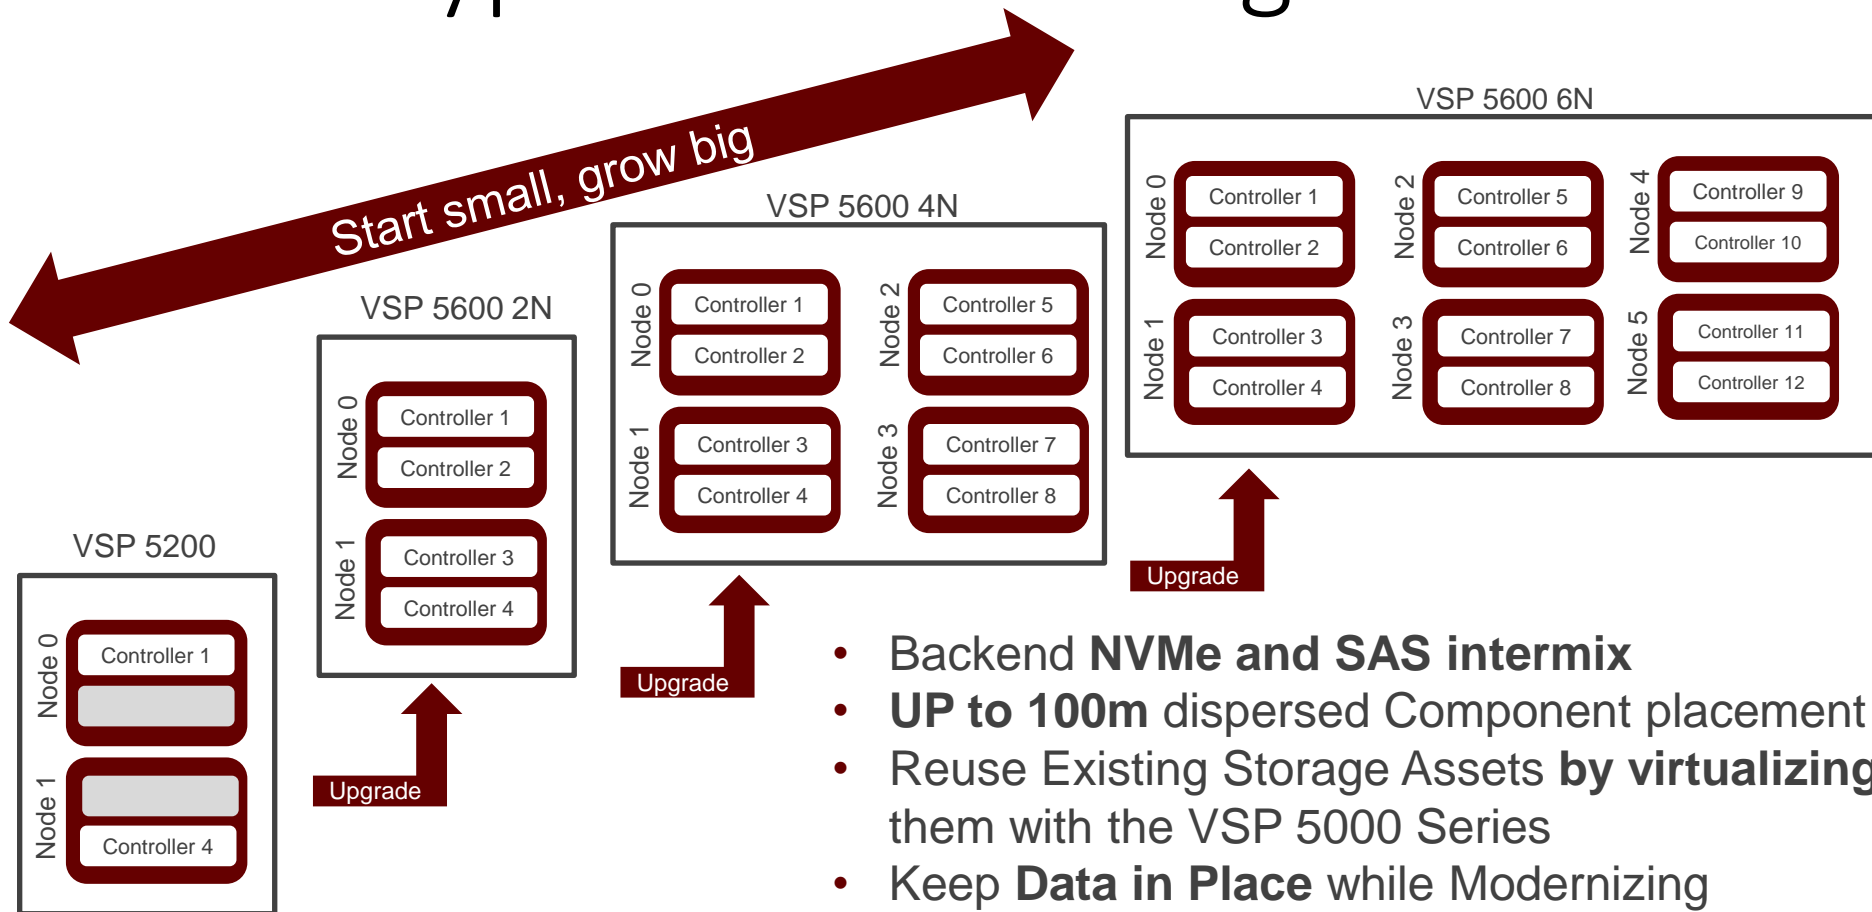 Start small, grow big
VSP 5600 6N
Node 0
Controller 1
Controller 2
Node 1
Controller 3
Controller 4
Node 2
Controller 5
Controller 6
Node 3
Controller 7
Controller 8
Node 4
Controller 9
Controller 10
Node 5
Controller 11
Controller 12
VSP 5600 4N
Node 0
Controller 1
Controller 2
Node 1
Controller 3
Controller 4
Node 2
Controller 5
Controller 6
Node 3
Controller 7
Controller 8
VSP 5600 2N
Node 0
Controller 1
Controller 2
Node 1
Controller 3
Controller 4
VSP 5200
Node 0
Controller 1
Node 1
Controller 4
Upgrade
Upgrade
Upgrade
• Backend NVMe and SAS intermix
• UP to 100m dispersed Component placement
• Reuse Existing Storage Assets by virtualizing
them with the VSP 5000 Series
• Keep Data in Place while Modernizing